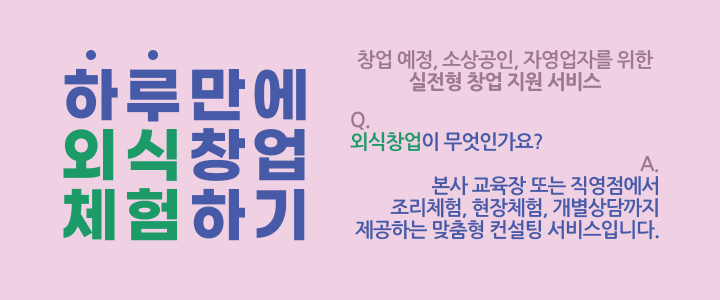 하루만에
외식창업
체험하기
창업 예정, 소상공인, 자영업자를 위한
실전형 창업 지원 서비스
Q.
외식창업이 무엇인가요?
A.
본사 교육장 또는 직영점에서
조리체험, 현장체험, 개별상담까지
제공하는 맞춤형 컨설팅 서비스입니다.